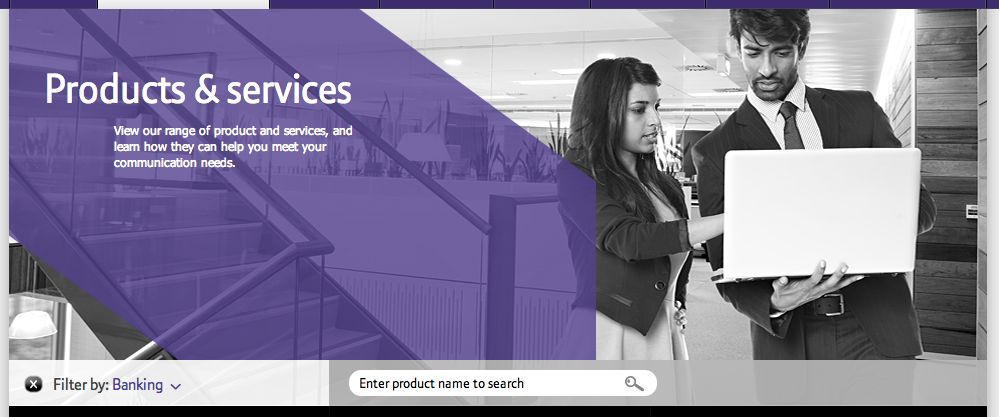 Products & services
View our range of product and services, and
learn how they can help you meet your
communication needs.
Filter by: Banking
Enter product name to search